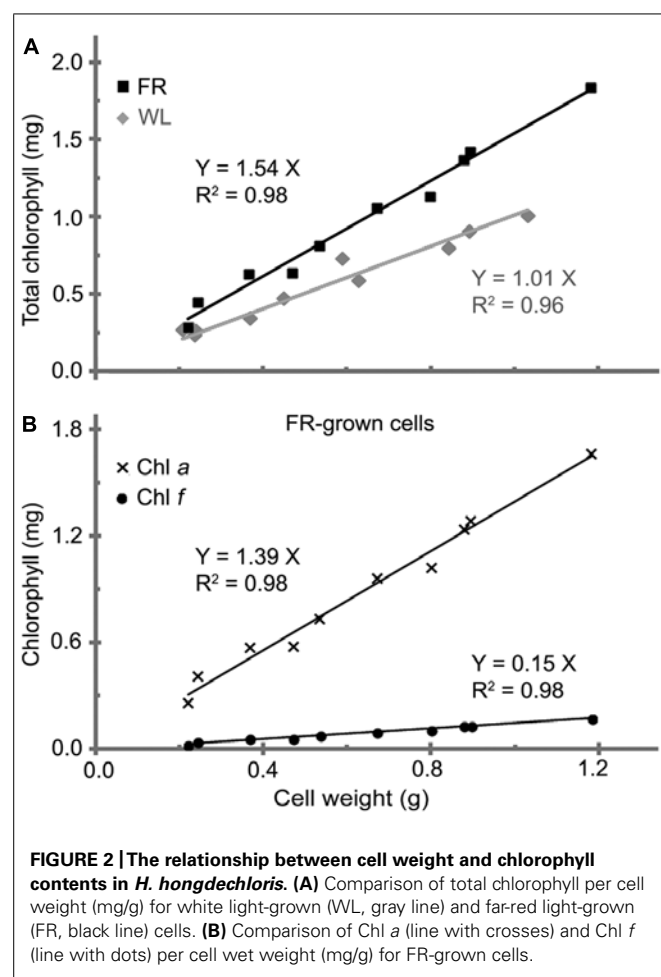 A
2.0
1.5
1.0
0.5
0.0
Total chlorophyll (mg)
FR
WL
Y = 1.54 X
R² = 0.98
Y = 1.01 X
R² = 0.96
B
FR-grown cells
1.8
1.2
0.6
0.0
Chlorophyll (mg)
Chl a
Chl f
Y = 1.39 X
R² = 0.98
Y = 0.15 X
R² = 0.98
0.0 0.4 0.8 1.2
Cell weight (g)
FIGURE 2 | The relationship between cell weight and chlorophyll
contents in H. hongdechloris. (A) Comparison of total chlorophyll per cell
weight (mg/g) for white light-grown (WL, gray line) and far-red light-grown
(FR, black line) cells. (B) Comparison of Chl a (line with crosses) and Chl f
(line with dots) per cell wet weight (mg/g) for FR-grown cells.